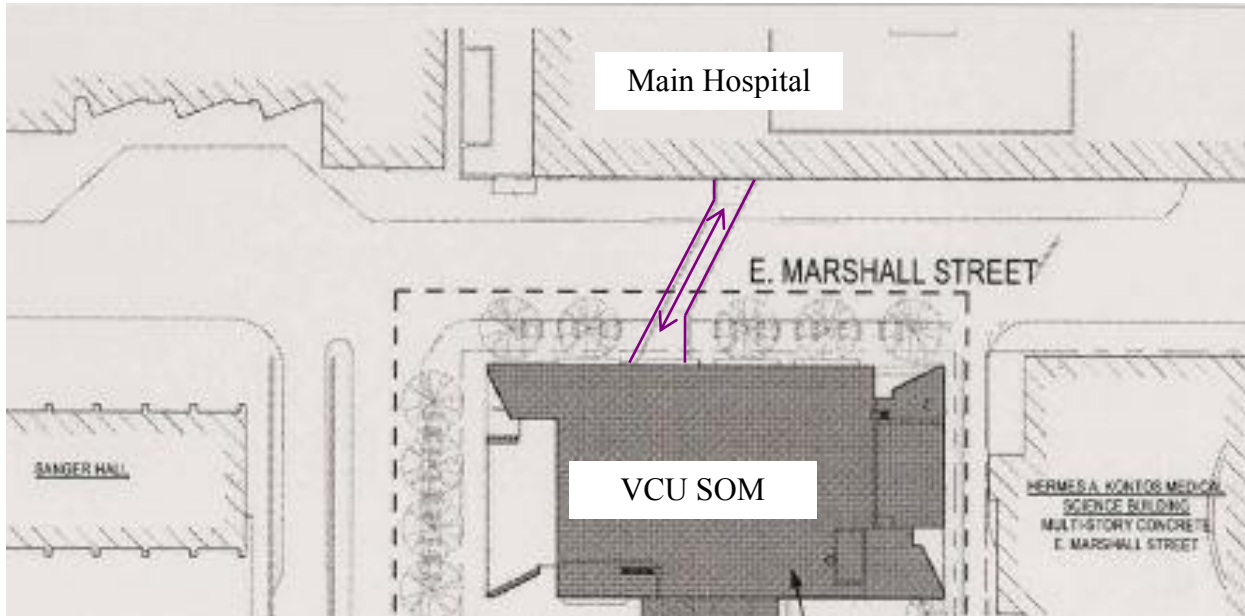 Main Hospital
E. MARSHALL STREET
SANGER HALL
VCU SOM
HERMES A. KONTOS MEDICAL
SCIENCE BUILDING
MULTI-STORY CONCRETE
E. MARSHALL STREET